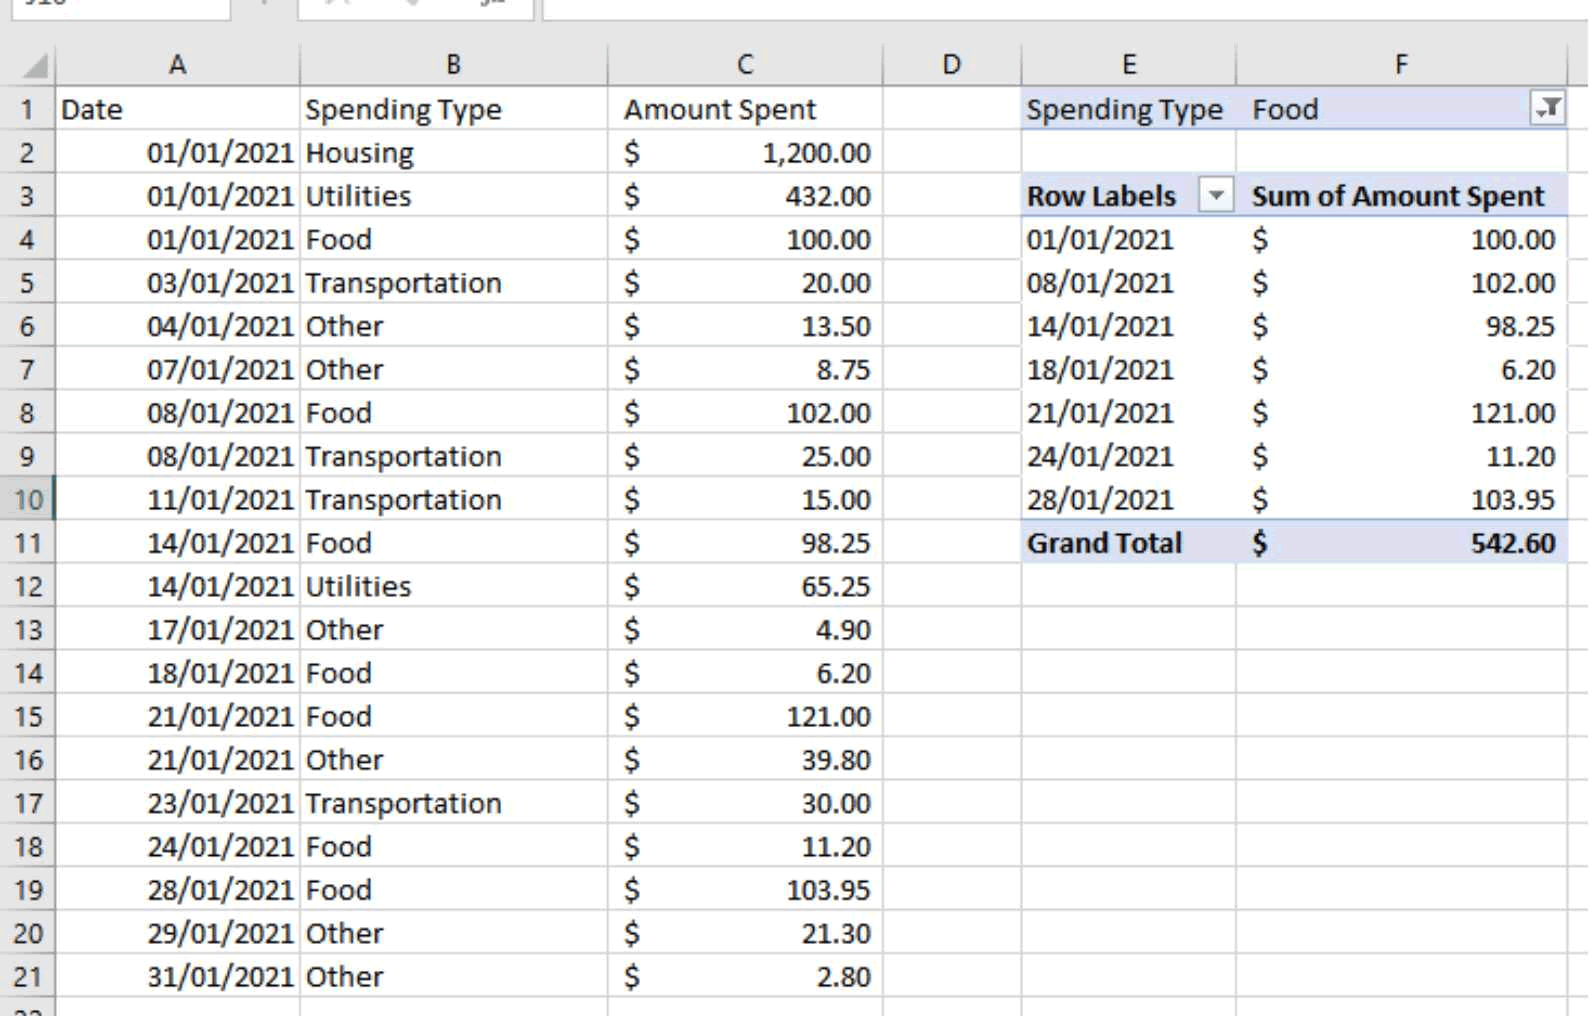 A B C D E F
1 Date Spending Type Amount Spent Spending Type Food
2 01/01/2021 Housing $ 1,200.00
3 01/01/2021 Utilities $ 432.00 Row Labels Sum of Amount Spent
4 01/01/2021 Food $ 100.00 01/01/2021 $ 100.00
5 03/01/2021 Transportation $ 20.00 08/01/2021 $ 102.00
6 04/01/2021 Other $ 13.50 14/01/2021 $ 98.25
7 07/01/2021 Other $ 8.75 18/01/2021 $ 6.20
8 08/01/2021 Food $ 102.00 21/01/2021 $ 121.00
9 08/01/2021 Transportation $ 25.00 24/01/2021 $ 11.20
10 11/01/2021 Transportation $ 15.00 28/01/2021 $ 103.95
11 14/01/2021 Food $ 98.25 Grand Total $ 542.60
12 14/01/2021 Utilities $ 65.25
13 17/01/2021 Other $ 4.90
14 18/01/2021 Food $ 6.20
15 21/01/2021 Food $ 121.00
16 21/01/2021 Other $ 39.80
17 23/01/2021 Transportation $ 30.00
18 24/01/2021 Food $ 11.20
19 28/01/2021 Food $ 103.95
20 29/01/2021 Other $ 21.30
21 31/01/2021 Other $ 2.80